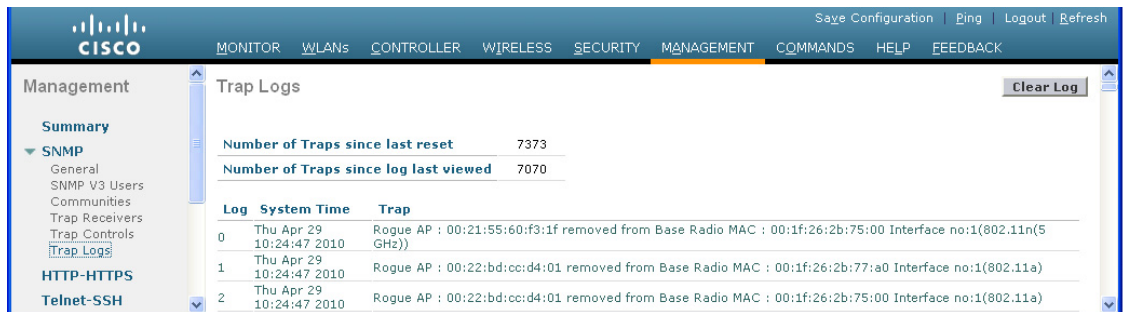 Save Configuration | Ping | Logout | Refresh
CISCO
MONITOR WLANs CONTROLLER WIRELESS SECURITY MANAGEMENT COMMANDS HELP FEEDBACK
Management
Summary
SNMP
General
SNMP V3 Users
Communities
Trap Receivers
Trap Controls
Trap Logs
HTTP-HTTPS
Telnet-SSH
Trap Logs
Clear Log
Number of Traps since last reset 7373
Number of Traps since log last viewed 7070
Log System Time Trap
0 Thu Apr 29 10:24:47 2010 Rogue AP : 00:21:55:60:f3:1f removed from Base Radio MAC : 00:1f:26:2b:75:00 Interface no:1(802.11n(5 GHz))
1 Thu Apr 29 10:24:47 2010 Rogue AP : 00:22:bd:cc:d4:01 removed from Base Radio MAC : 00:1f:26:2b:77:a0 Interface no:1(802.11a)
2 Thu Apr 29 10:24:47 2010 Rogue AP : 00:22:bd:cc:d4:01 removed from Base Radio MAC : 00:1f:26:2b:75:00 Interface no:1(802.11a)